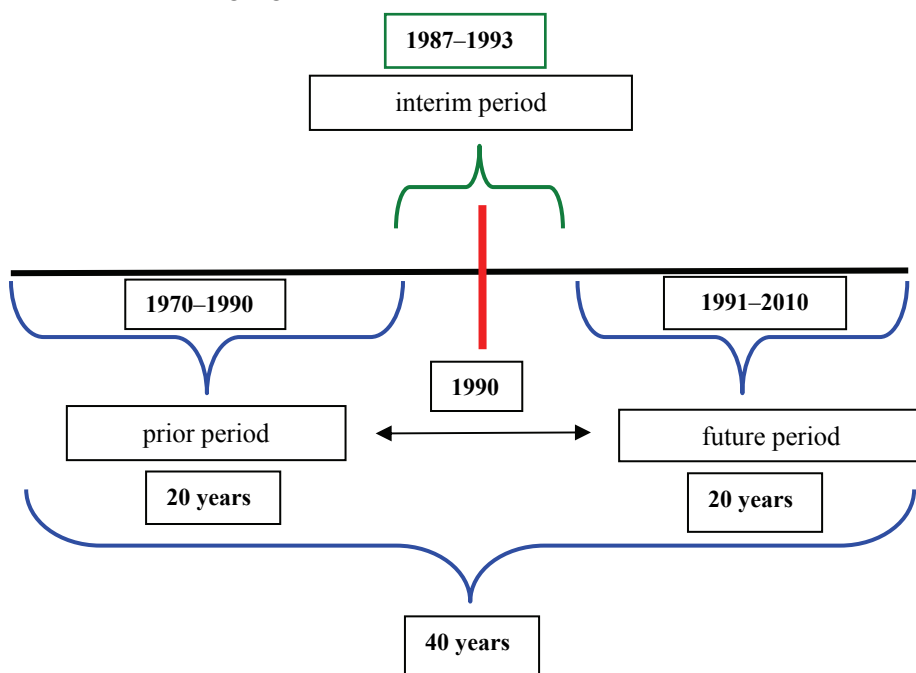 1987–1993
interim period
1970–1990
1991–2010
1990
prior period
future period
20 years
20 years
40 years